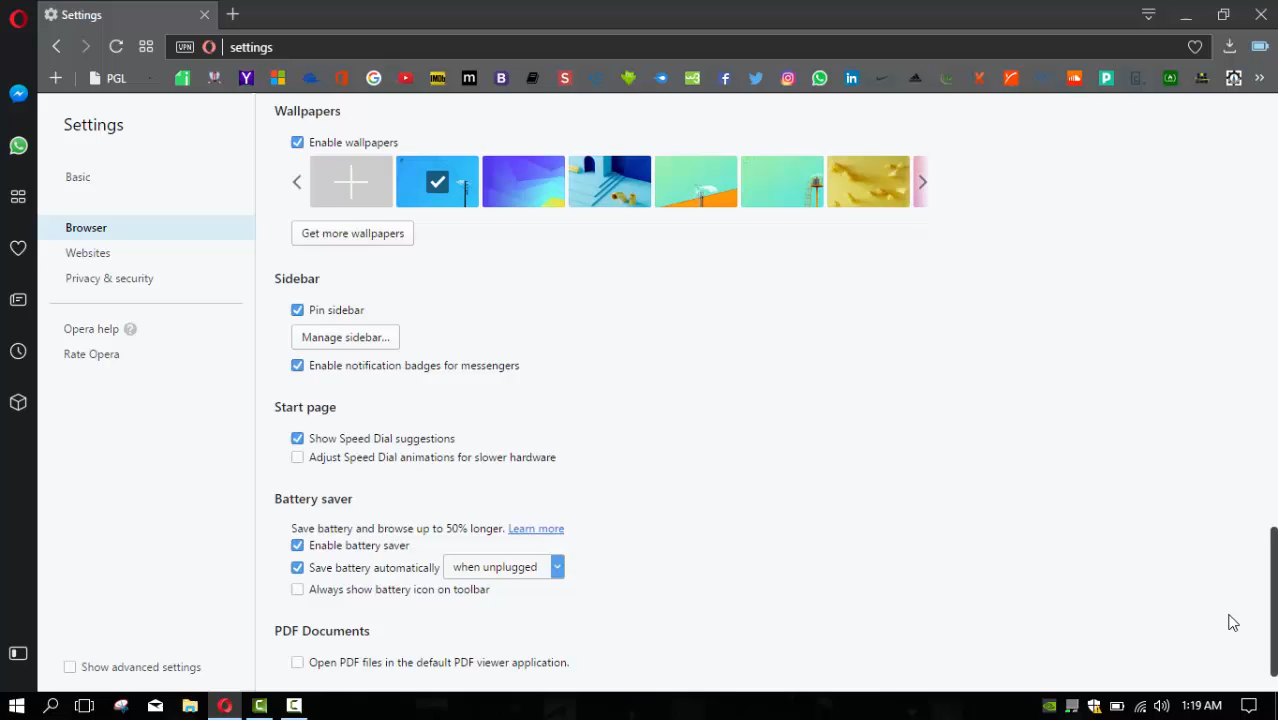 Settings
VPN
settings
PGL
Settings
Basic
Browser
Websites
Privacy & security
Opera help ?
Rate Opera
Show advanced settings
Wallpapers
Enable wallpapers
Get more wallpapers
Sidebar
Pin sidebar
Manage sidebar...
Enable notification badges for messengers
Start page
Show Speed Dial suggestions
Adjust Speed Dial animations for slower hardware
Battery saver
Save battery and browse up to 50% longer. Learn more
Enable battery saver
Save battery automatically when unplugged
Always show battery icon on toolbar
PDF Documents
Open PDF files in the default PDF viewer application.
1:19 AM